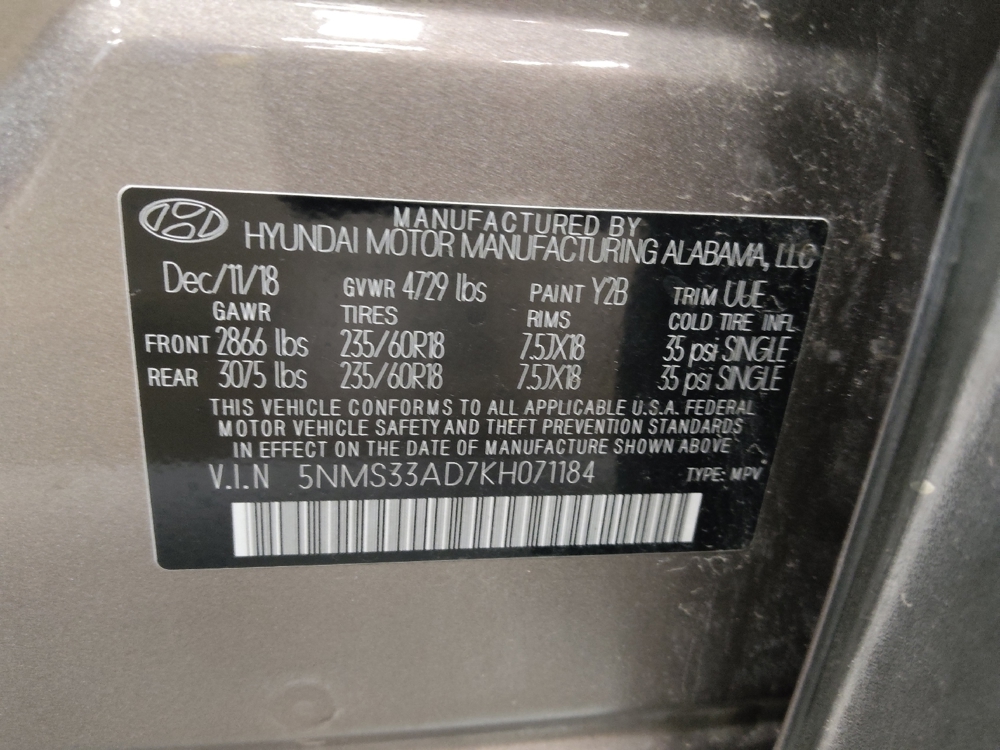 MANUFACTURED BY
HYUNDAI MOTOR MANUFACTURING ALABAMA, LLC
Dec/11/18 GVWR 4729 lbs PAINT Y2B TRIM UUE
GAWR TIRES RIMS COLD TIRE INFL
FRONT 2866 lbs 235/60R18 7.5JX18 35 psi SINGLE
REAR 3075 lbs 235/60R18 7.5JX18 35 psi SINGLE
THIS VEHICLE CONFORMS TO ALL APPLICABLE U.S.A. FEDERAL
MOTOR VEHICLE SAFETY AND THEFT PREVENTION STANDARDS
IN EFFECT ON THE DATE OF MANUFACTURE SHOWN ABOVE
V.I.N 5NMS33AD7KH071184 TYPE: MPV